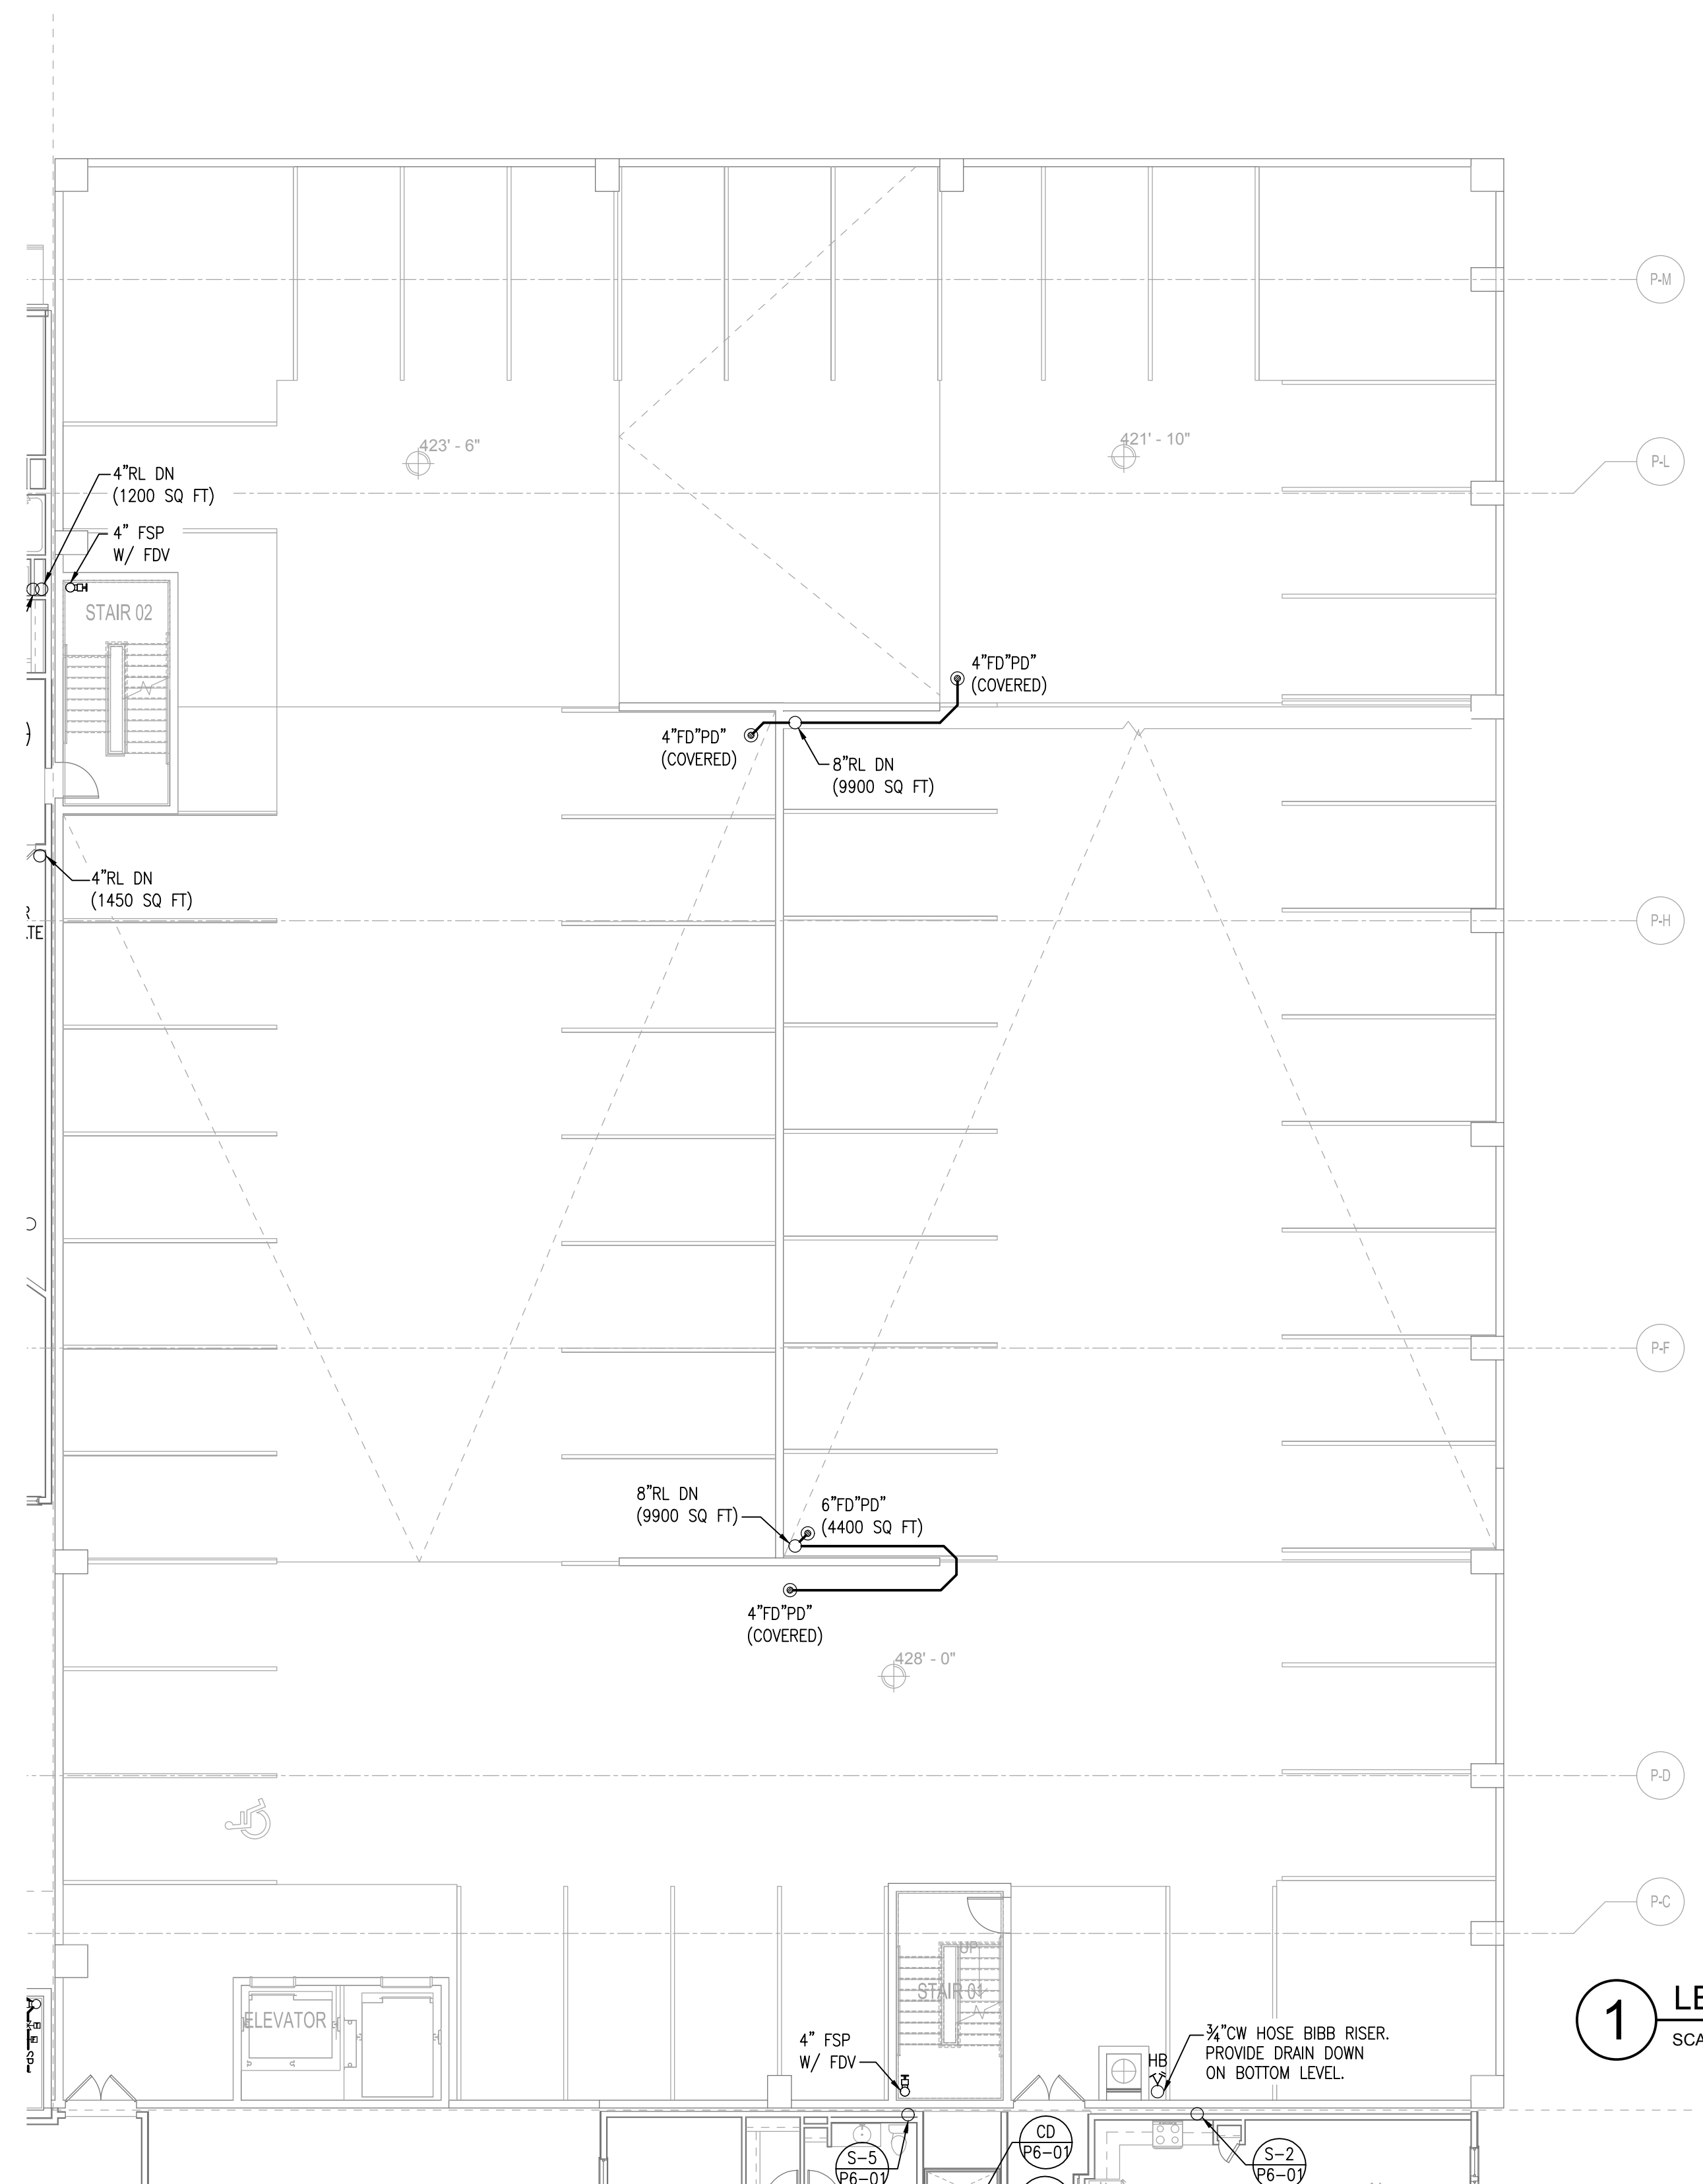 P-M
423' - 6"
421' - 10"
P-L
4"RL DN
(1200 SQ FT)
4" FSP
W/ FDV
STAIR 02
4"FD"PD"
(COVERED)
4"FD"PD"
(COVERED)
8"RL DN
(9900 SQ FT)
4"RL DN
(1450 SQ FT)
P-H
P-F
8"RL DN
(9900 SQ FT)
6"FD"PD"
(4400 SQ FT)
4"FD"PD"
(COVERED)
428' - 0"
P-D
P-C
UP
STAIR 01
ELEVATOR
1
4" FSP
W/ FDV
HB
¾"CW HOSE BIBB RISER.
PROVIDE DRAIN DOWN
ON BOTTOM LEVEL.
CD
P6-01
S-5
P6-01
S-2
P6-01